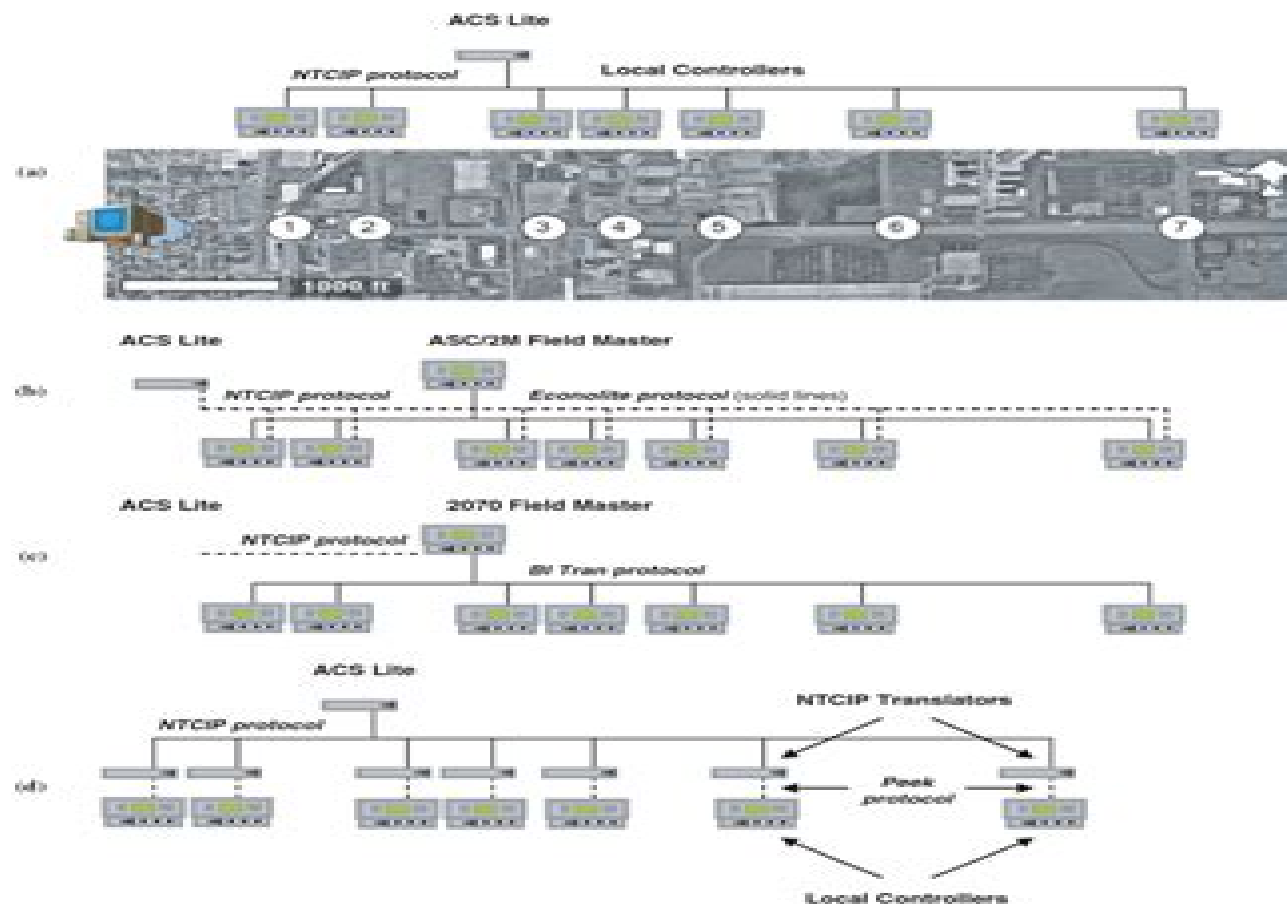 ACS Lite
NTCIP protocol
Local Controllers
(a)
1 2 3 4 5 6 7
1000 ft
ACS Lite
ASC/2M Field Master
(b)
NTCIP protocol
Econolite protocol (solid lines)
ACS Lite
2070 Field Master
(c)
NTCIP protocol
BI Tran protocol
ACS Lite
NTCIP protocol
NTCIP Translators
(d)
Peek
protocol
Local Controllers